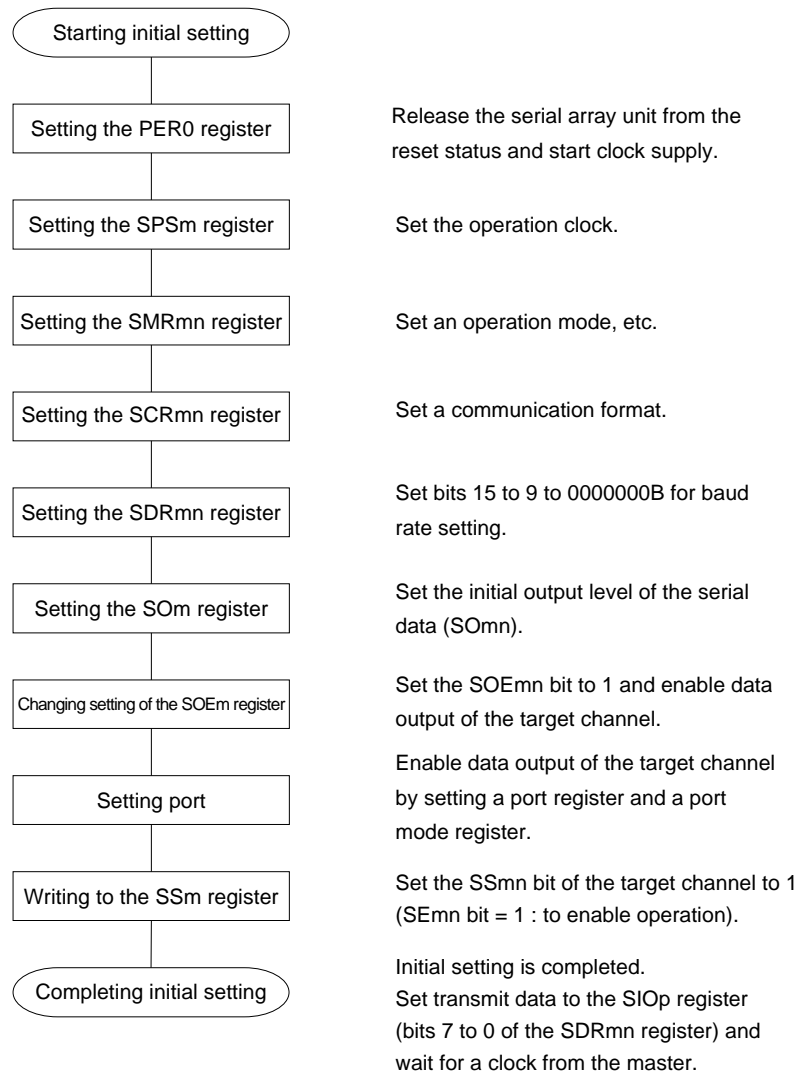 Starting initial setting
Setting the PER0 register
Release the serial array unit from the
reset status and start clock supply.
Setting the SPSm register
Set the operation clock.
Setting the SMRmn register
Set an operation mode, etc.
Setting the SCRmn register
Set a communication format.
Setting the SDRmn register
Set bits 15 to 9 to 0000000B for baud
rate setting.
Setting the SOm register
Set the initial output level of the serial
data (SOmn).
Changing setting of the SOEm register
Set the SOEmn bit to 1 and enable data
output of the target channel.
Setting port
Enable data output of the target channel
by setting a port register and a port
mode register.
Writing to the SSm register
Set the SSmn bit of the target channel to 1
(SEmn bit = 1 : to enable operation).
Completing initial setting
Initial setting is completed.
Set transmit data to the SIOp register
(bits 7 to 0 of the SDRmn register) and
wait for a clock from the master.